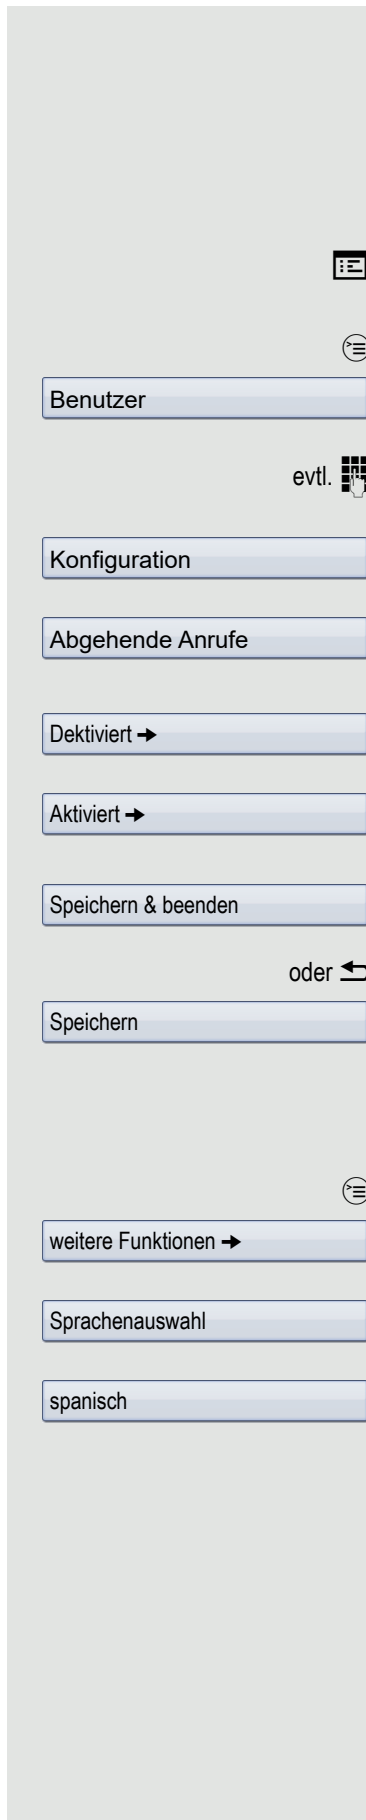 Benutzer
evtl.
Konfiguration
Abgehende Anrufe
Dektiviert
Aktiviert
Speichern & beenden
oder
Speichern
weitere Funktionen
Sprachenauswahl
spanisch